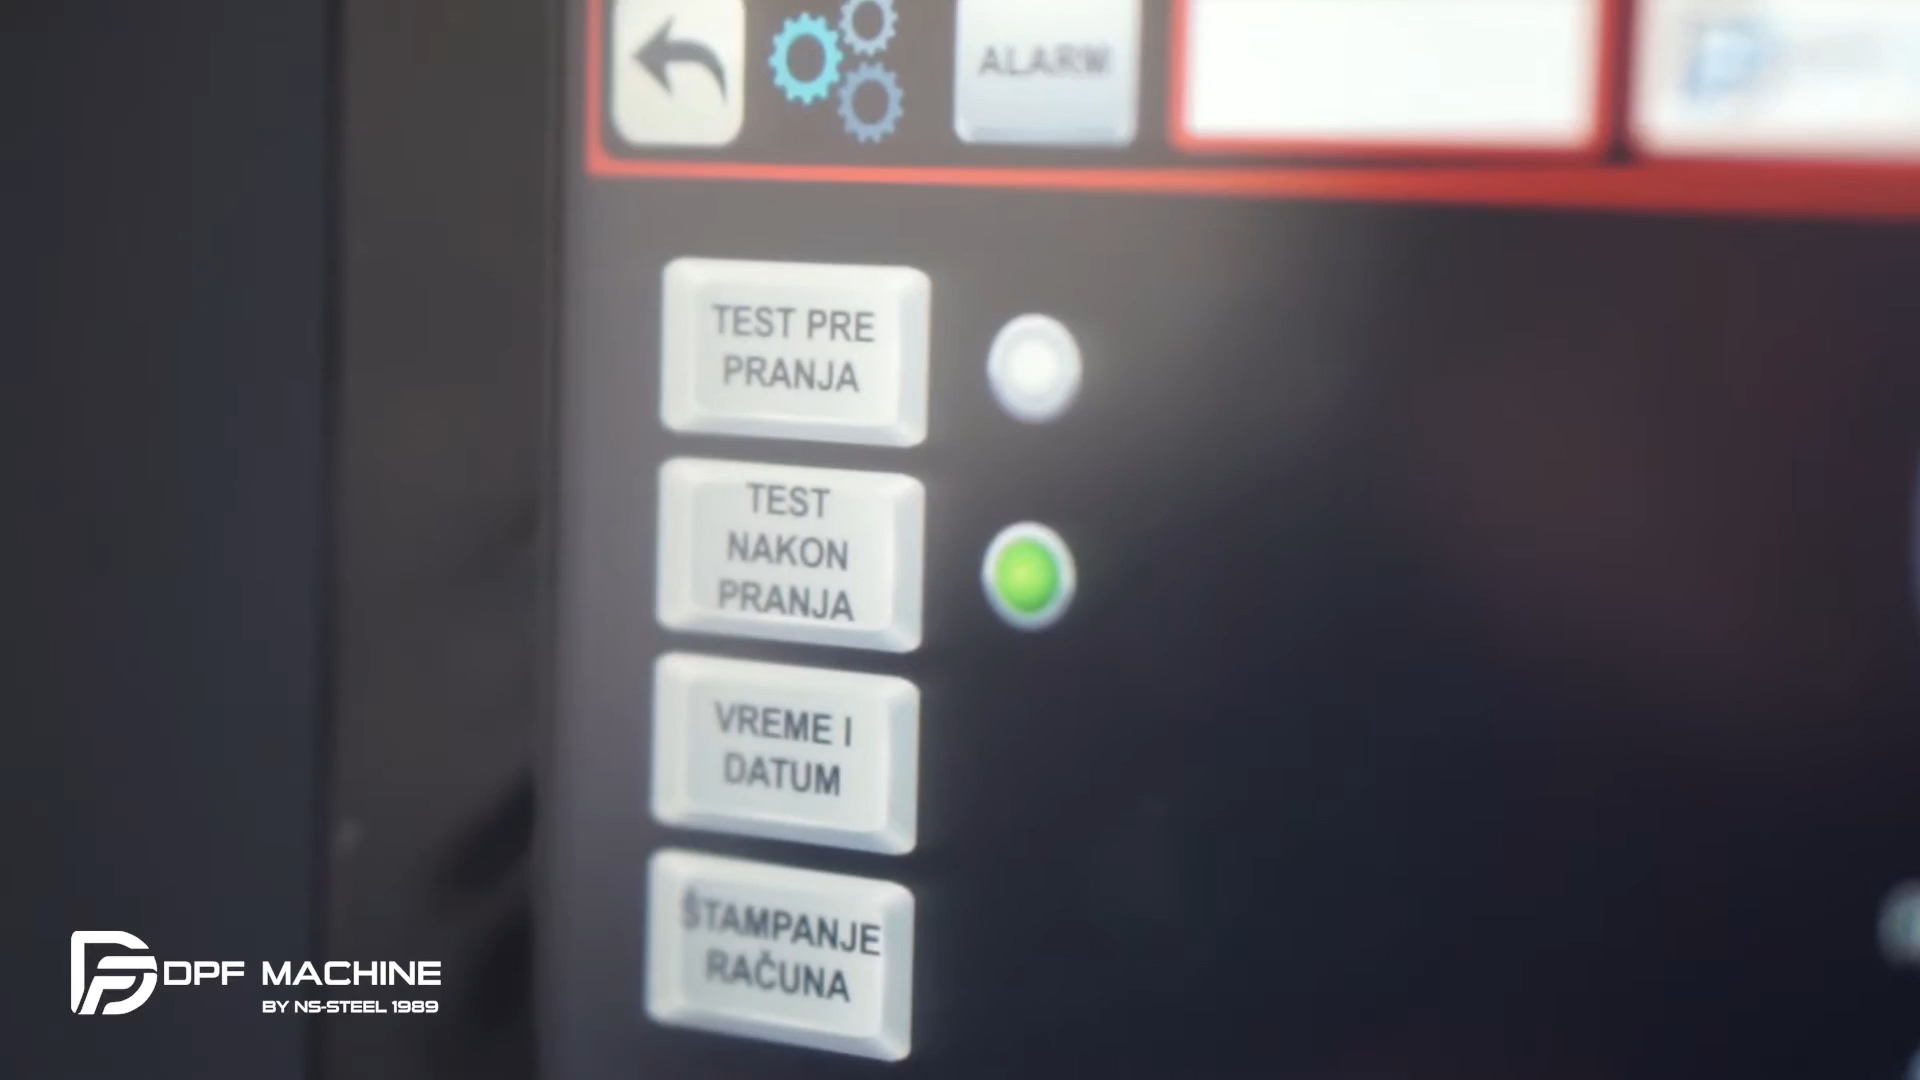 ALARM
TEST PRE
PRANJA
TEST
NAKON
PRANJA
VREME I
DATUM
ŠTAMPANJE
RAČUNA
DPF MACHINE
BY NS-STEEL 1989